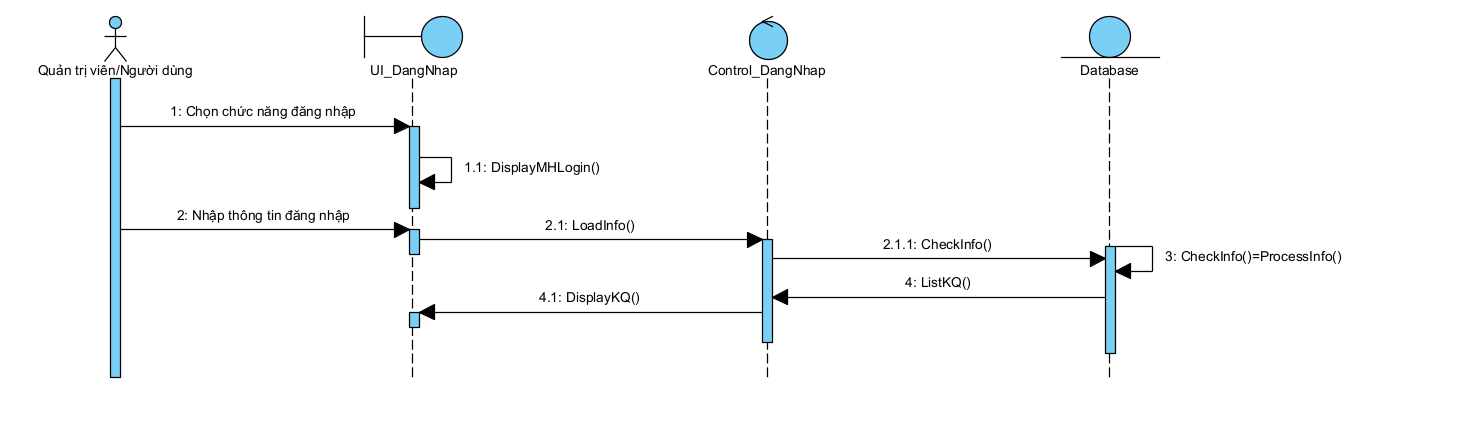 Quản trị viên/Người dùng
UI_DangNhap
Control_DangNhap
Database
1: Chọn chức năng đăng nhập
1.1: DisplayMHLogin()
2: Nhập thông tin đăng nhập
2.1: LoadInfo()
2.1.1: CheckInfo()
3: CheckInfo()=ProcessInfo()
4: ListKQ()
4.1: DisplayKQ()